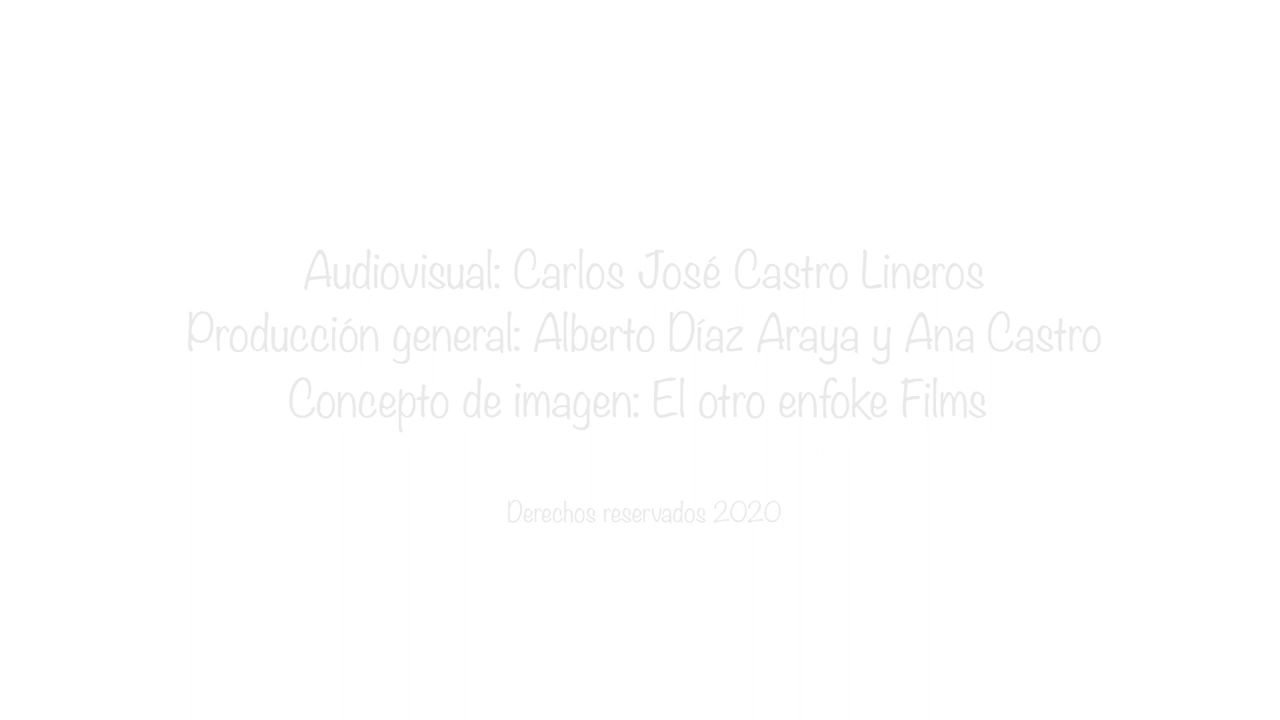 Audiovisual: Carlos José Castro Lineros
Producción general: Alberto Díaz Araya y Ana Castro
Concepto de imagen: El otro enfoke Films
Derechos reservados 2020